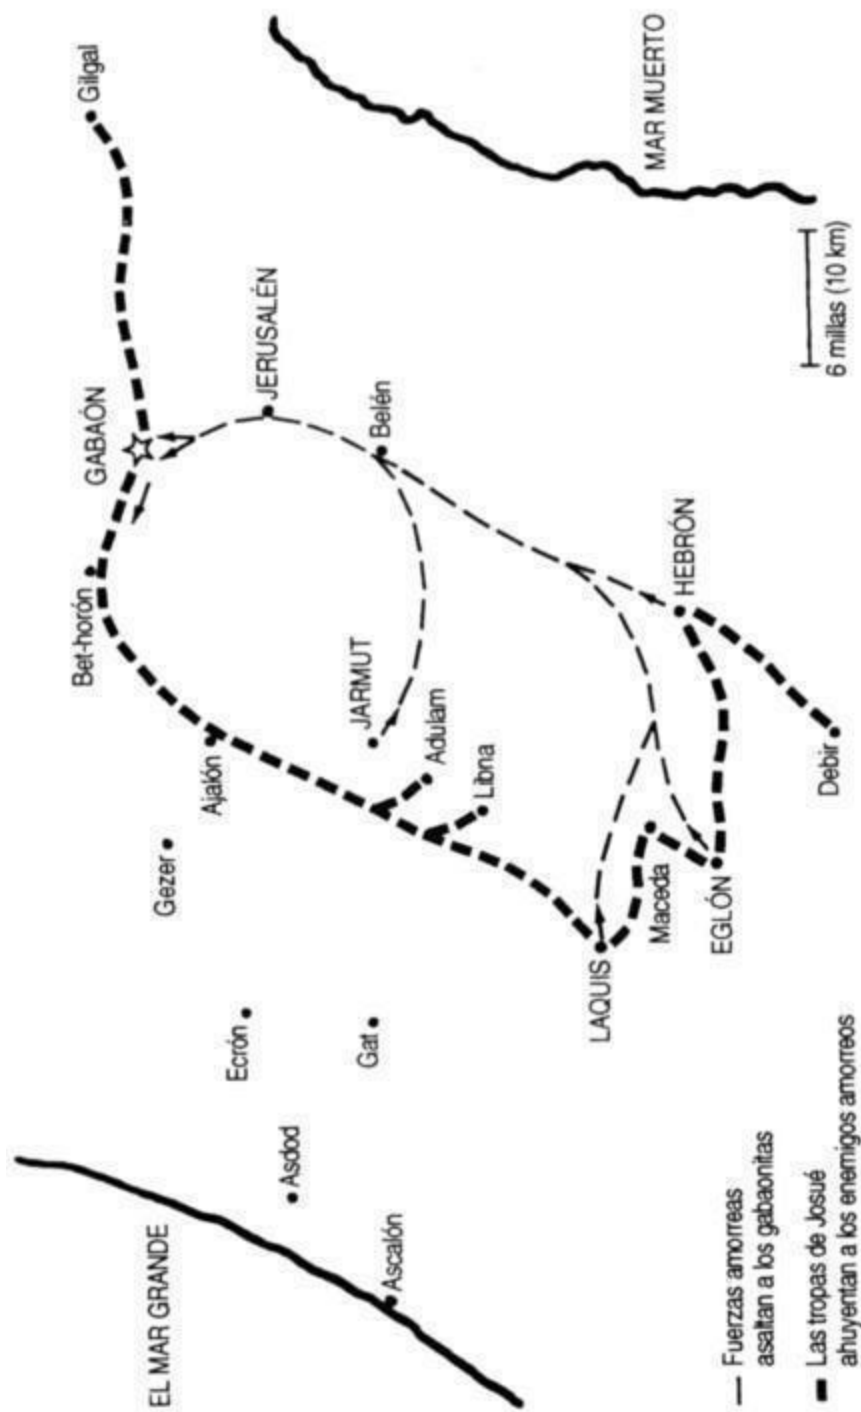 Gilgal
GABAÓN
Bet-horón
Ajalón
Gezer
JERUSALÉN
Ecrón
EL MAR GRANDE
Asdod
Belén
JARMUT
Gat
Adulam
Ascalón
Libna
LAQUIS
Maceda
HEBRÓN
EGLÓN
Debir
MAR MUERTO
6 millas (10 km)
Fuerzas amorreas
asaltan a los gabaonitas
Las tropas de Josué
ahuyentan a los enemigos amorreos